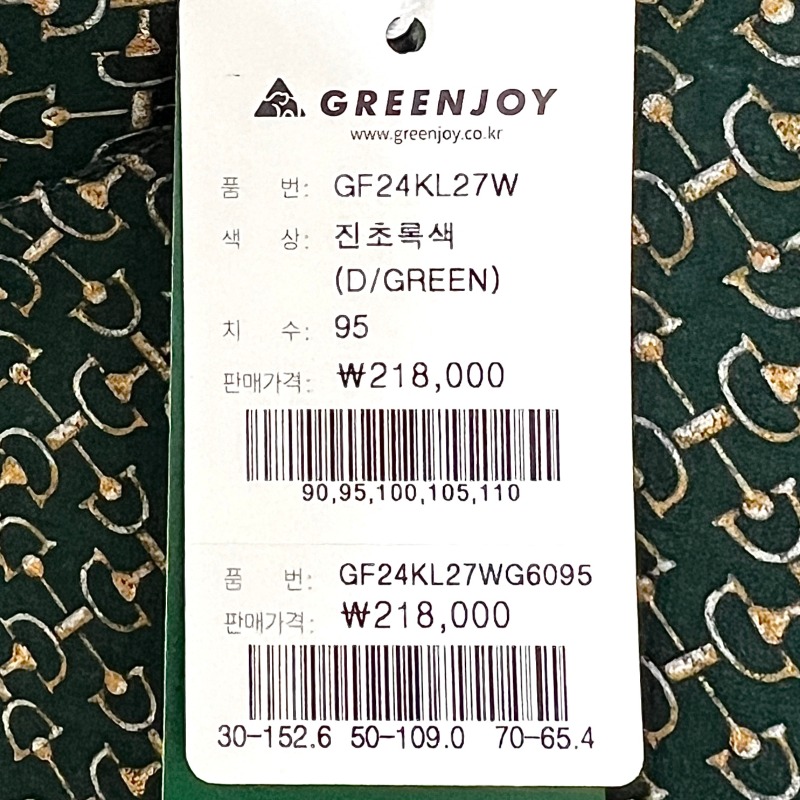 GREENJOY
www.greenjoy.co.kr
품 번: GF24KL27W
색 상: 진초록색
(D/GREEN)
치 수: 95
판매가격: ₩218,000
90,95,100,105,110
품 번: GF24KL27WG6095
판매가격: ₩218,000
30-152.6 50-109.0 70-65.4